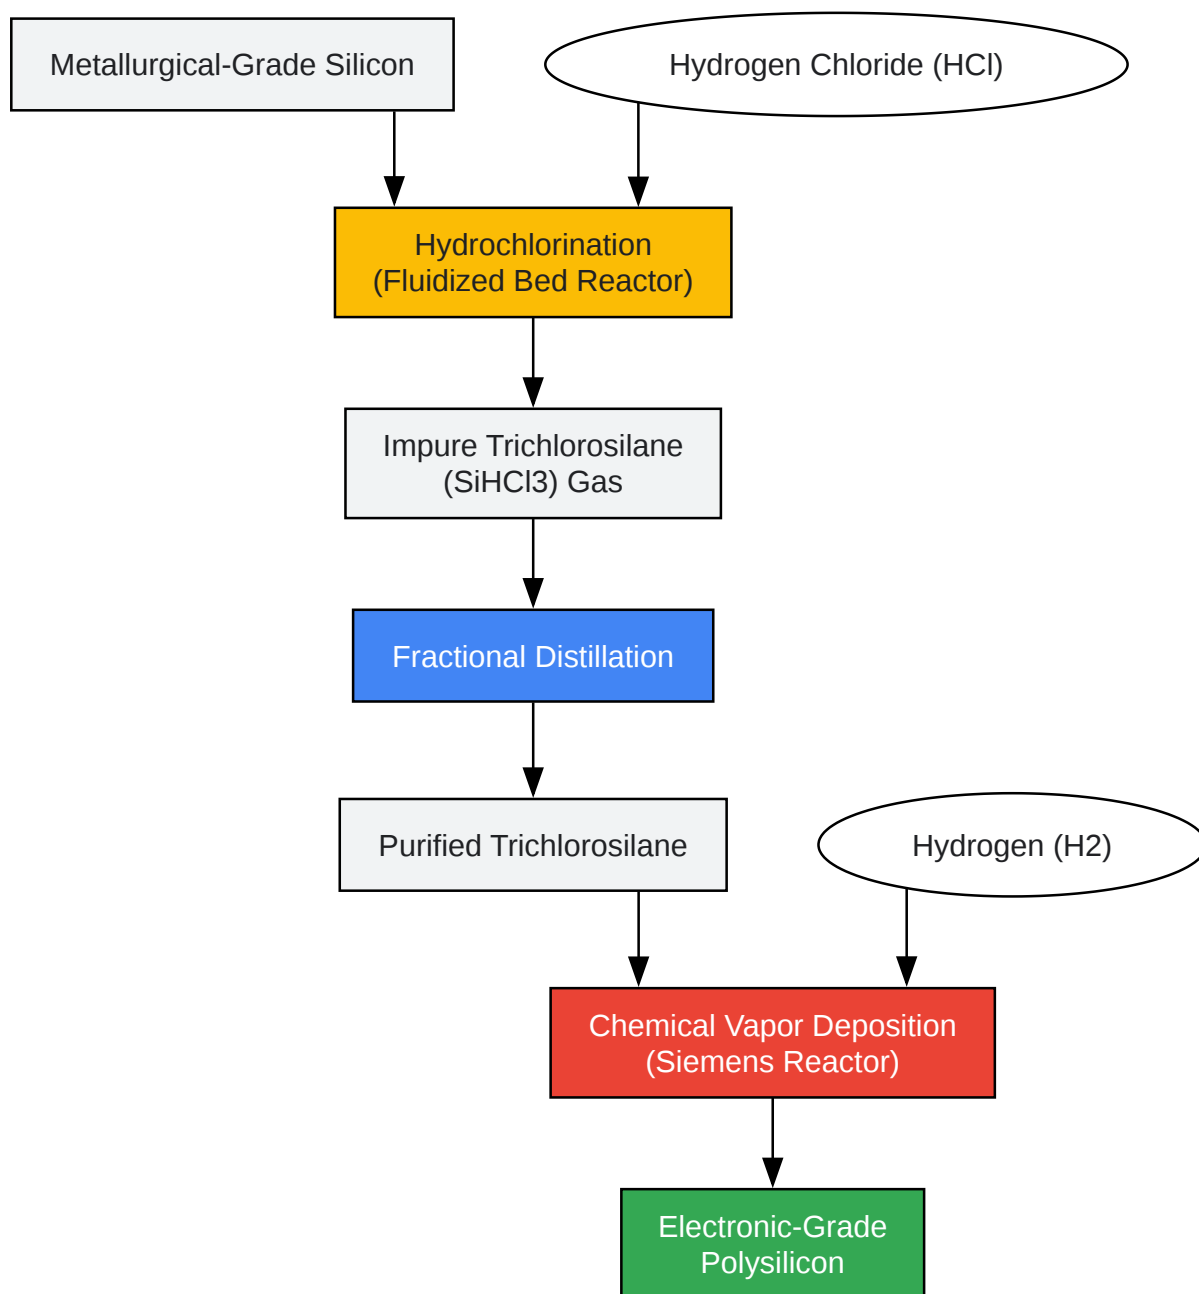 Metallurgical-Grade Silicon
Hydrogen Chloride (HCl)
Hydrochlorination
(Fluidized Bed Reactor)
Impure Trichlorosilane
(SiHCl3) Gas
Fractional Distillation
Purified Trichlorosilane
Hydrogen (H2)
Chemical Vapor Deposition
(Siemens Reactor)
Electronic-Grade
Polysilicon